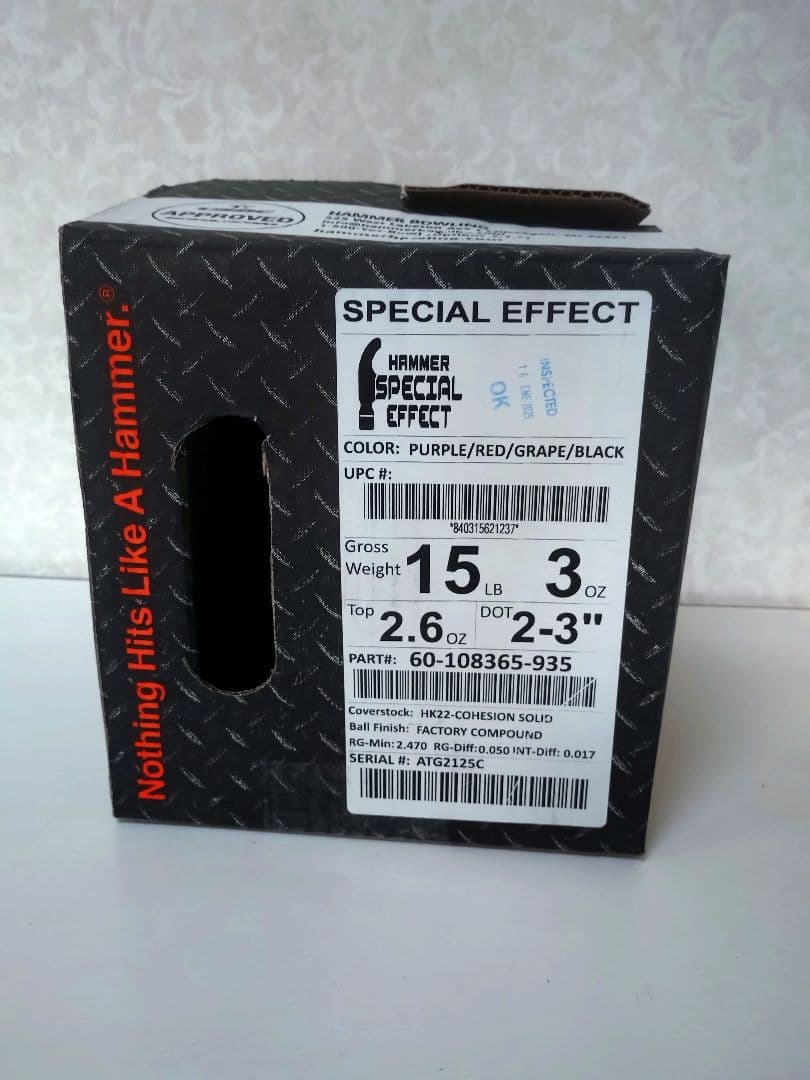 APPROVED
HAMMER BOWLING
Nothing Hits Like A Hammer.®
SPECIAL EFFECT
HAMMER
SPECIAL
EFFECT
INSPECTED
16 ENE 2025
OK
COLOR: PURPLE/RED/GRAPE/BLACK
UPC #:
*840315621237*
Gross
Weight 15 LB 3 OZ
Top 2.6 OZ DOT 2-3"
PART#: 60-108365-935
Coverstock: HK22-COHESION SOLID
Ball Finish: FACTORY COMPOUND
RG-Min: 2.470 RG-Diff: 0.050 INT-Diff: 0.017
SERIAL #: ATG2125C